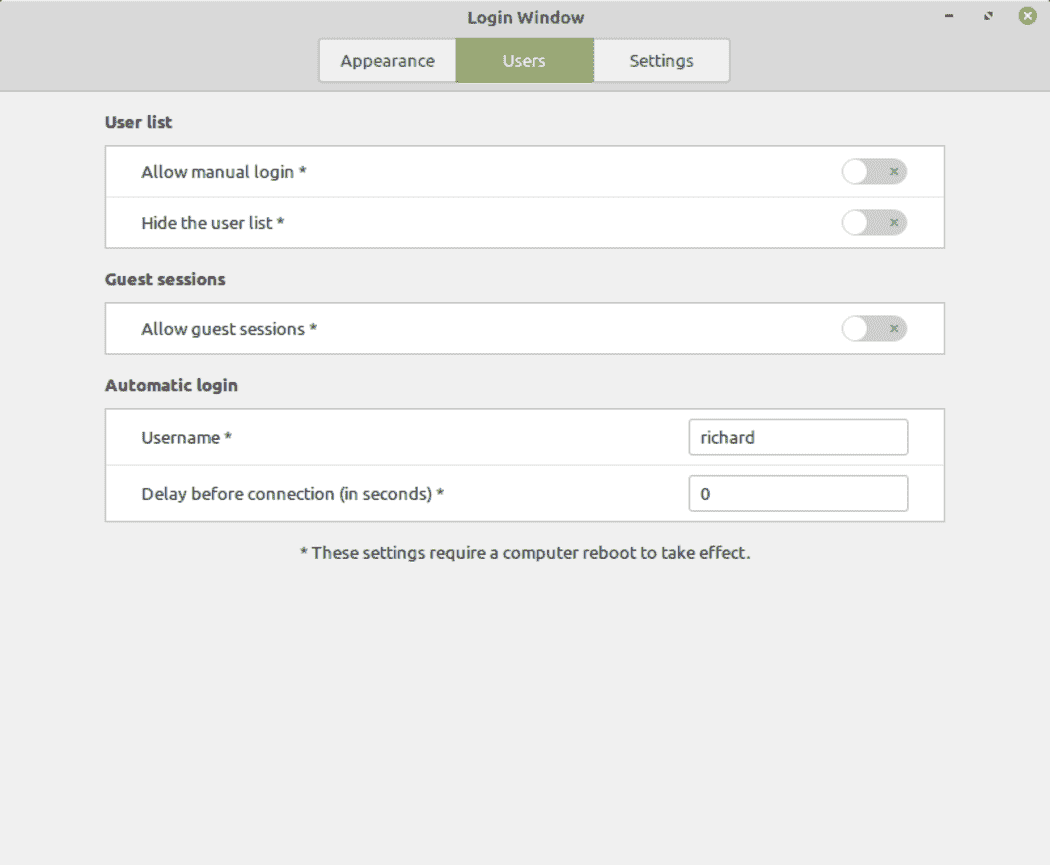 Login Window
Appearance Users Settings
User list
Allow manual login *
Hide the user list *
Guest sessions
Allow guest sessions *
Automatic login
Username * richard
Delay before connection (in seconds) * 0
* These settings require a computer reboot to take effect.